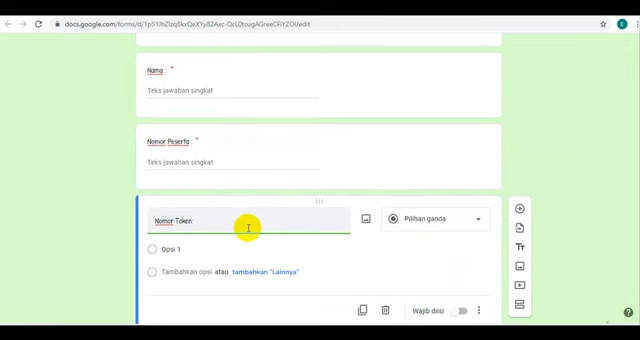 docs.google.com/forms/d/1p51JhZlzq8kxQeXYy8ZAxc-QcL0tcugAGreeCFiYZOI/edit
Nama : *
Teks jawaban singkat
Nomor Peserta : *
Teks jawaban singkat
Nomor Token:
Pilihan ganda
Opsi 1
Tambahkan opsi atau tambahkan "Lainnya"
Wajib diisi